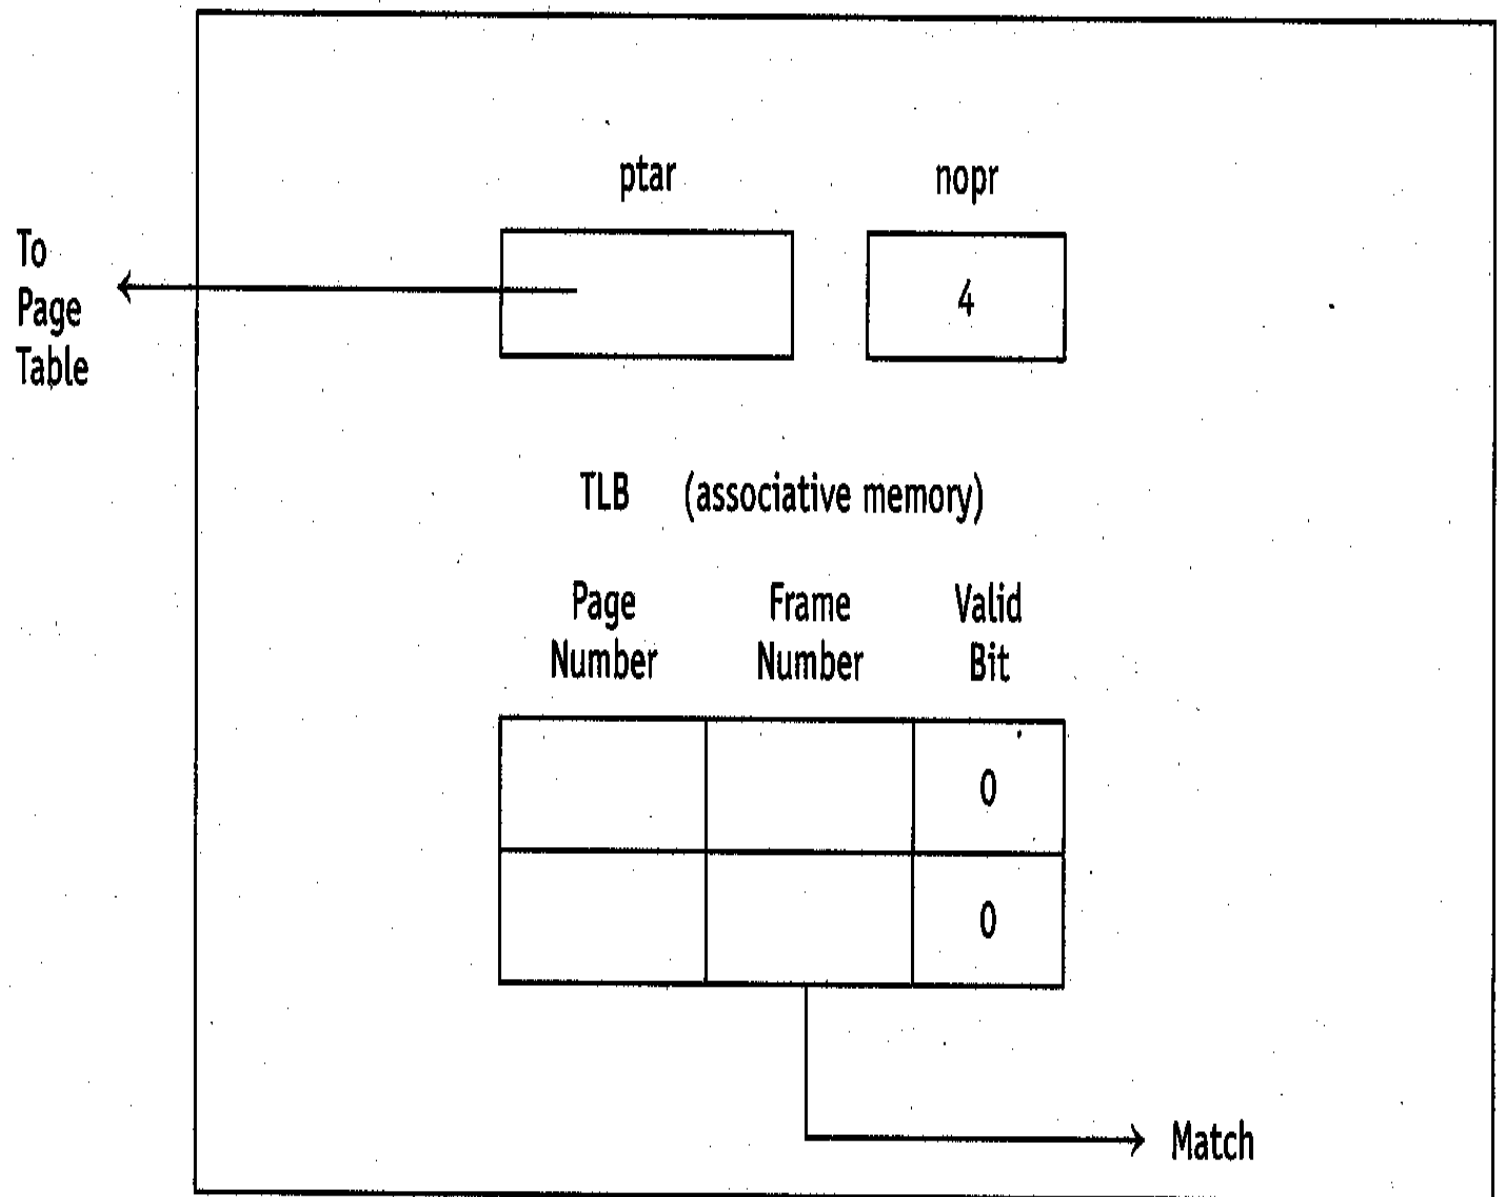 ptar nopr
To
Page
Table
4
TLB (associative memory)
Page Frame Valid
Number Number Bit
0
0
Match